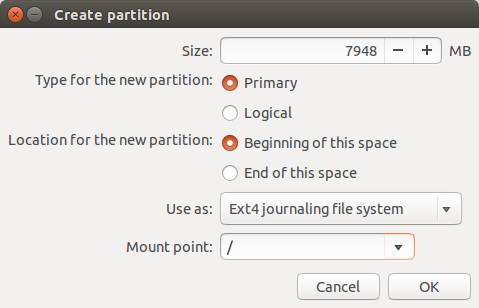 Create partition
Size: 7948 − + MB
Type for the new partition: Primary
Logical
Location for the new partition: Beginning of this space
End of this space
Use as: Ext4 journaling file system
Mount point: /
Cancel OK